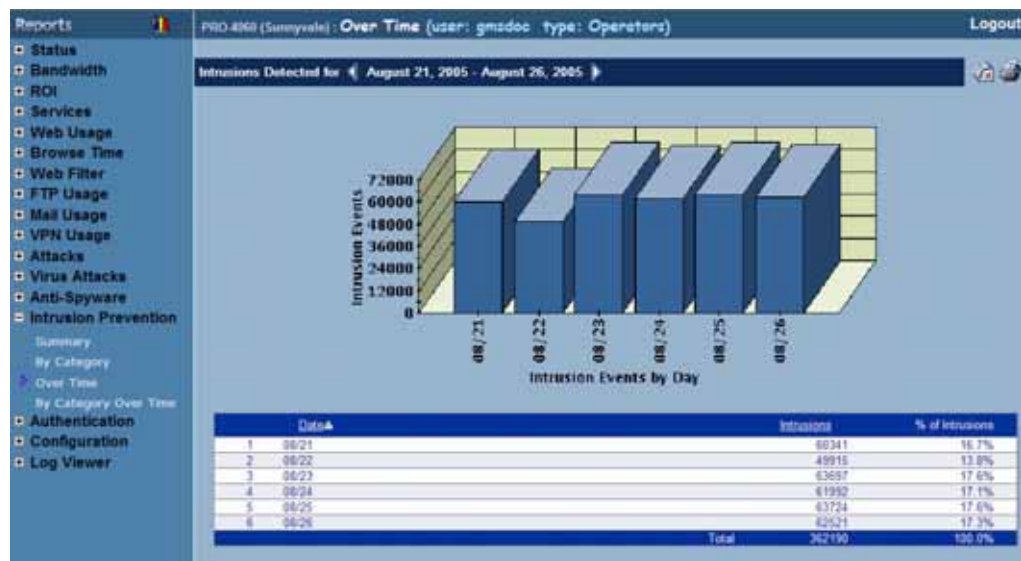 Reports
Status
Bandwidth
ROI
Services
Web Usage
Browse Time
Web Filter
FTP Usage
Mail Usage
VPN Usage
Attacks
Virus Attacks
Anti-Spyware
Intrusion Prevention
Summary
By Category
Over Time
By Category Over Time
Authentication
Configuration
Log Viewer
PRO-4060 (Sunnyvale) : Over Time (user: gmsdoc type: Operators)
Logout
Intrusions Detected for August 21, 2005 - August 26, 2005
Intrusion Events
72000
60000
48000
36000
24000
12000
0
08/21
08/22
08/23
08/24
08/25
08/26
Intrusion Events by Day
Date Intrusions % of Intrusions
1 08/21 60341 16.7%
2 08/22 49915 13.8%
3 08/23 63697 17.6%
4 08/24 61992 17.1%
5 08/25 63724 17.6%
6 08/26 62521 17.3%
Total 362190 100.0%